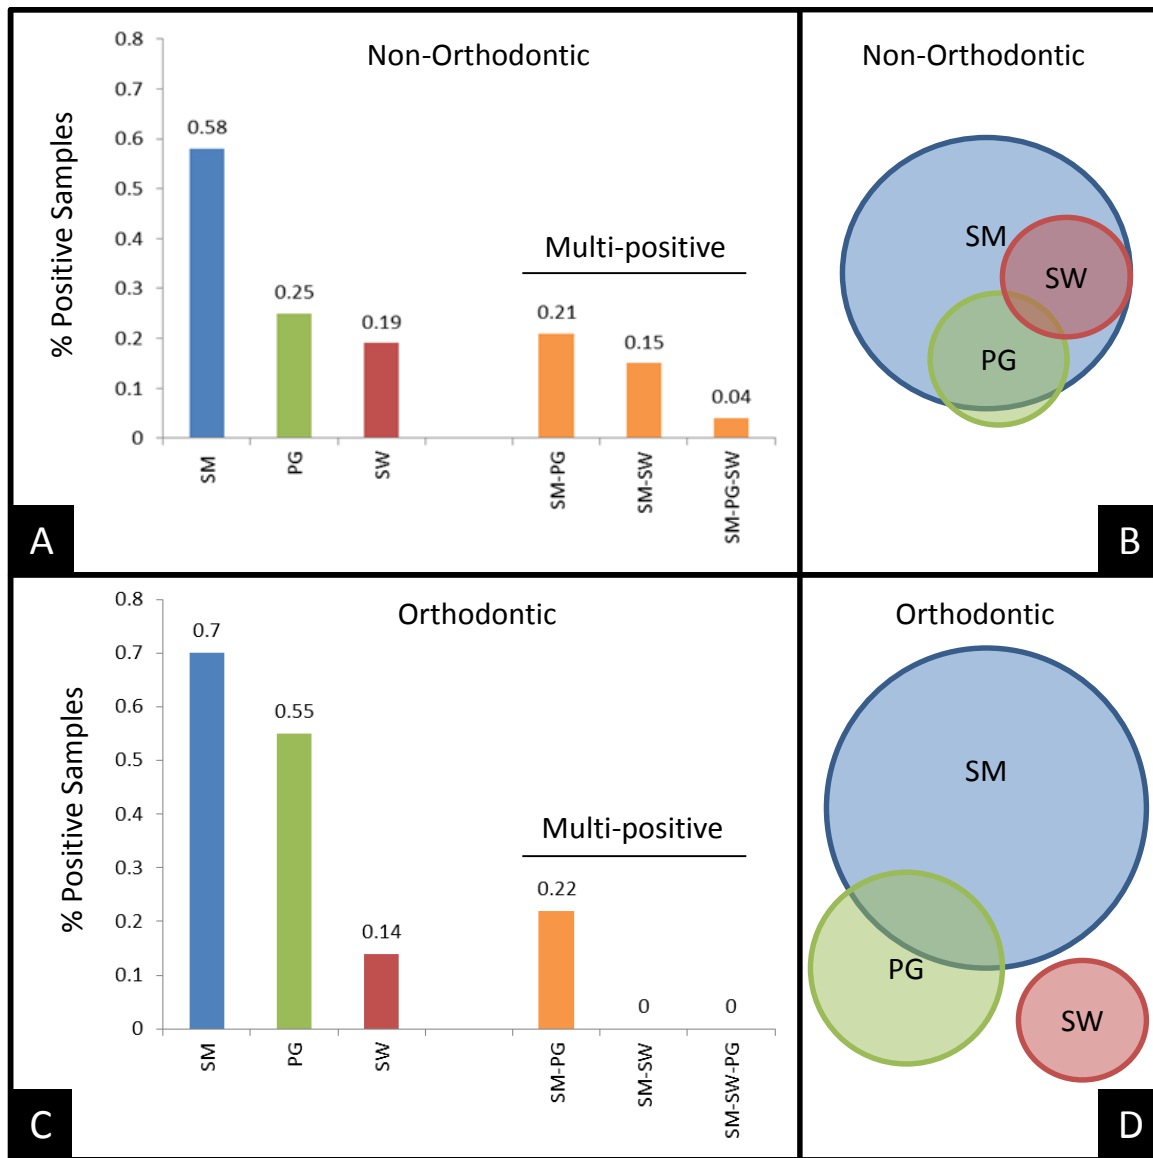 Non-Orthodontic
% Positive Samples
0.8
0.7
0.6
0.5
0.4
0.3
0.2
0.1
0
0.58
0.25
0.19
Multi-positive
0.21
0.15
0.04
SM
PG
SW
SM-PG
SM-SW
SM-PG-SW
A
Non-Orthodontic
SM
SW
PG
B
Orthodontic
% Positive Samples
0.8
0.7
0.6
0.5
0.4
0.3
0.2
0.1
0
0.7
0.55
0.14
Multi-positive
0.22
0
0
SM
PG
SW
SM-PG
SM-SW
SM-SW-PG
C
Orthodontic
SM
PG
SW
D